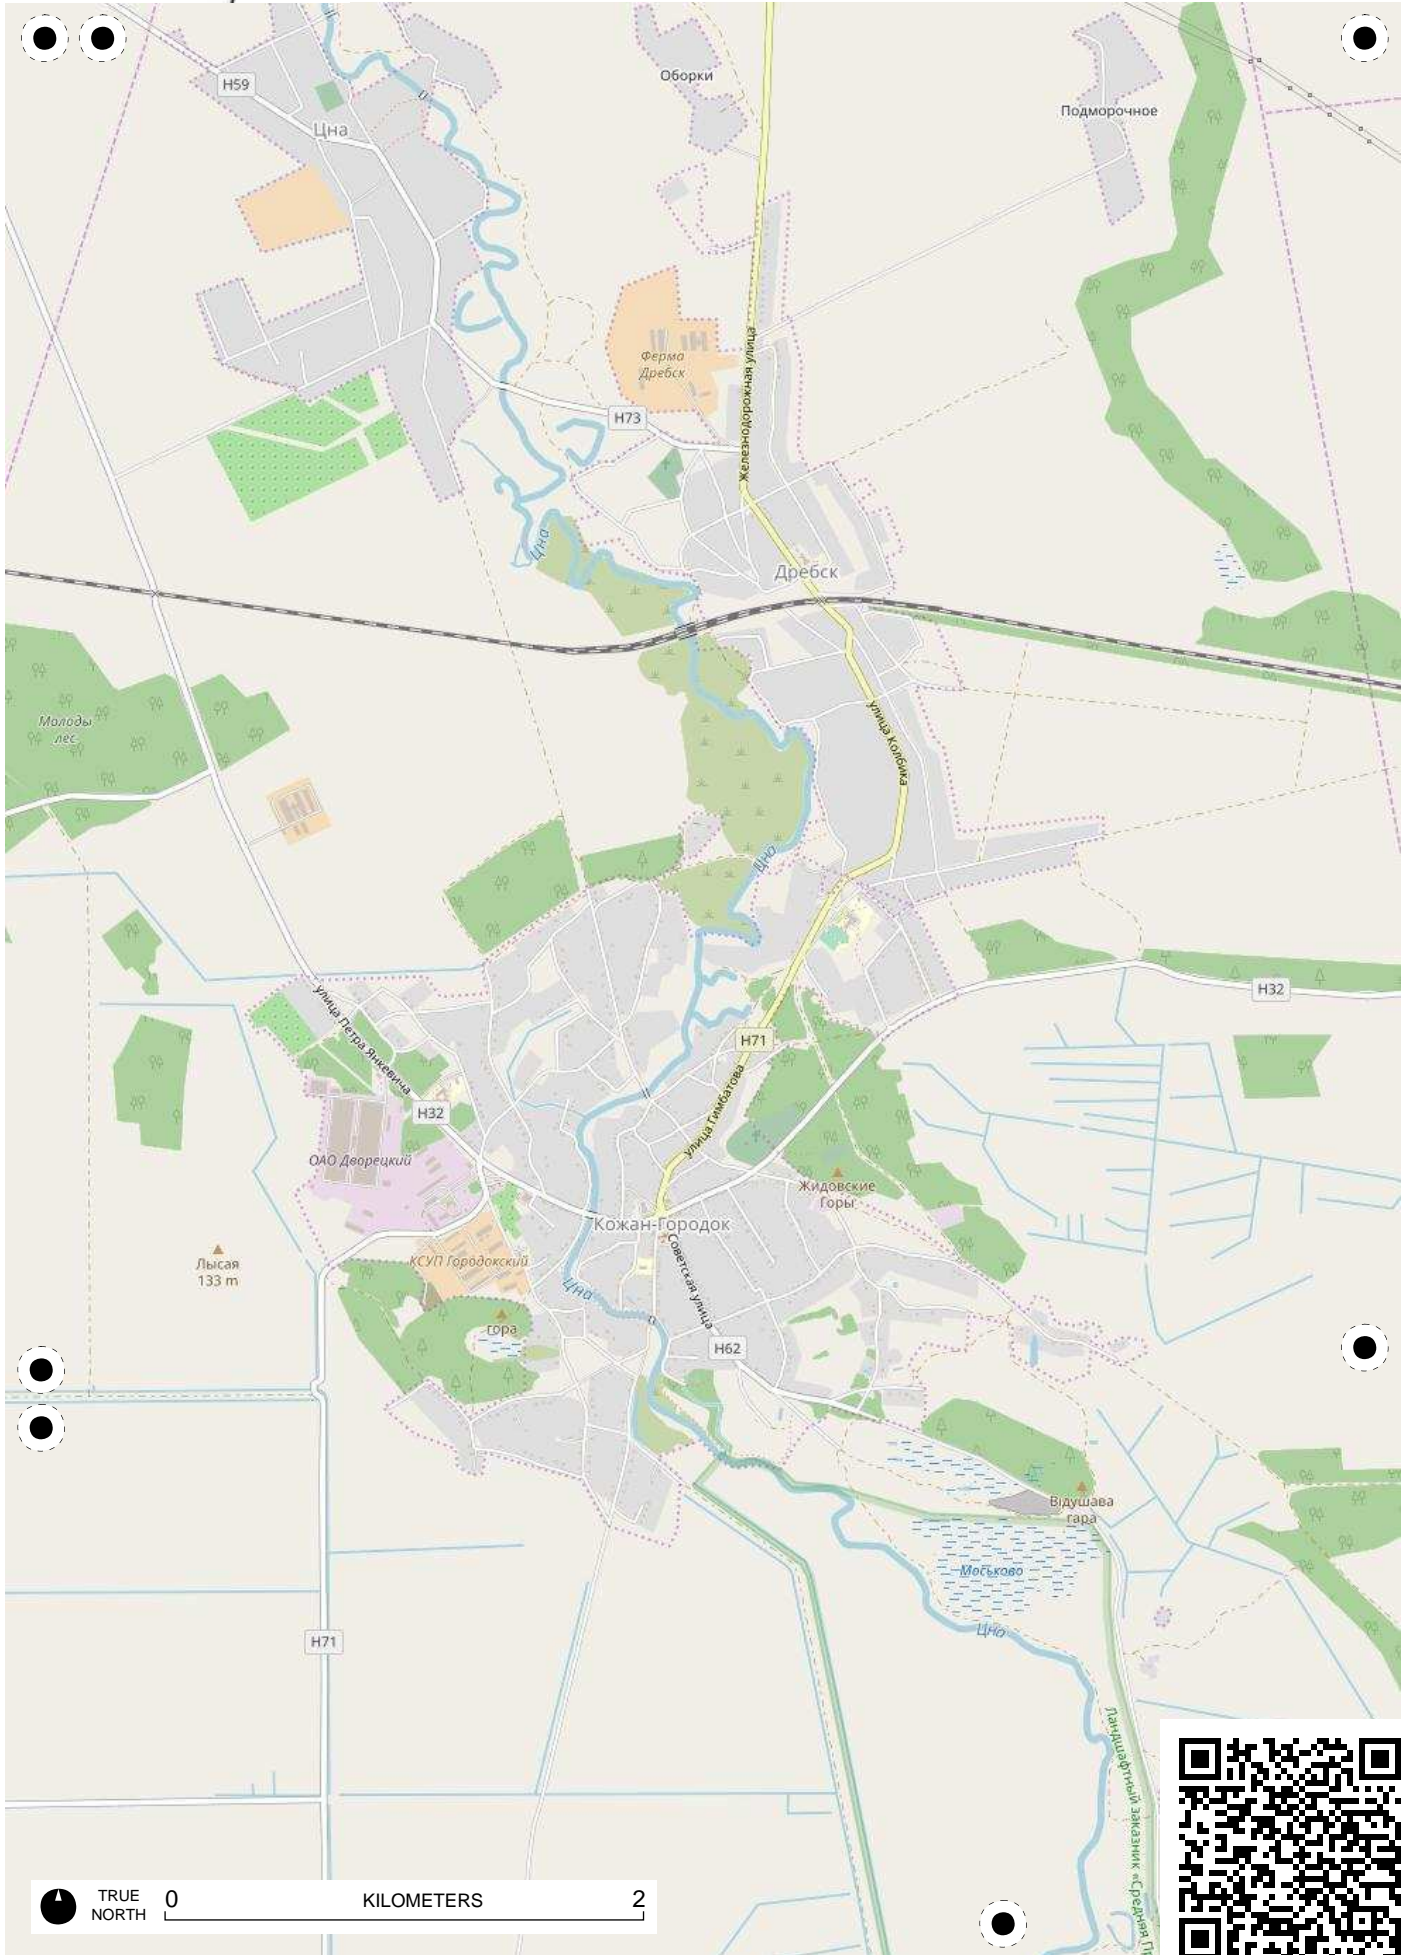 Оборки
Н59
Подморочное
Цна
Железнодорожная улица
Ферма
Дребск
Н73
Цна
Дребск
Молоды
лес
улица Колбика
Цна
улица Петра Янкевича
Н32
Н71
Н32
улица Гимбатова
ОАО Дворецкий
Жидовские
Горы
Кожан-Городок
Лысая
133 m
КСУП Городокский
Советская улица
Цна
гора
Н62
Відушава
гара
Моськово
Цна
Н71
Ландшафтный заказник «Средняя
TRUE
NORTH
0 KILOMETERS 2